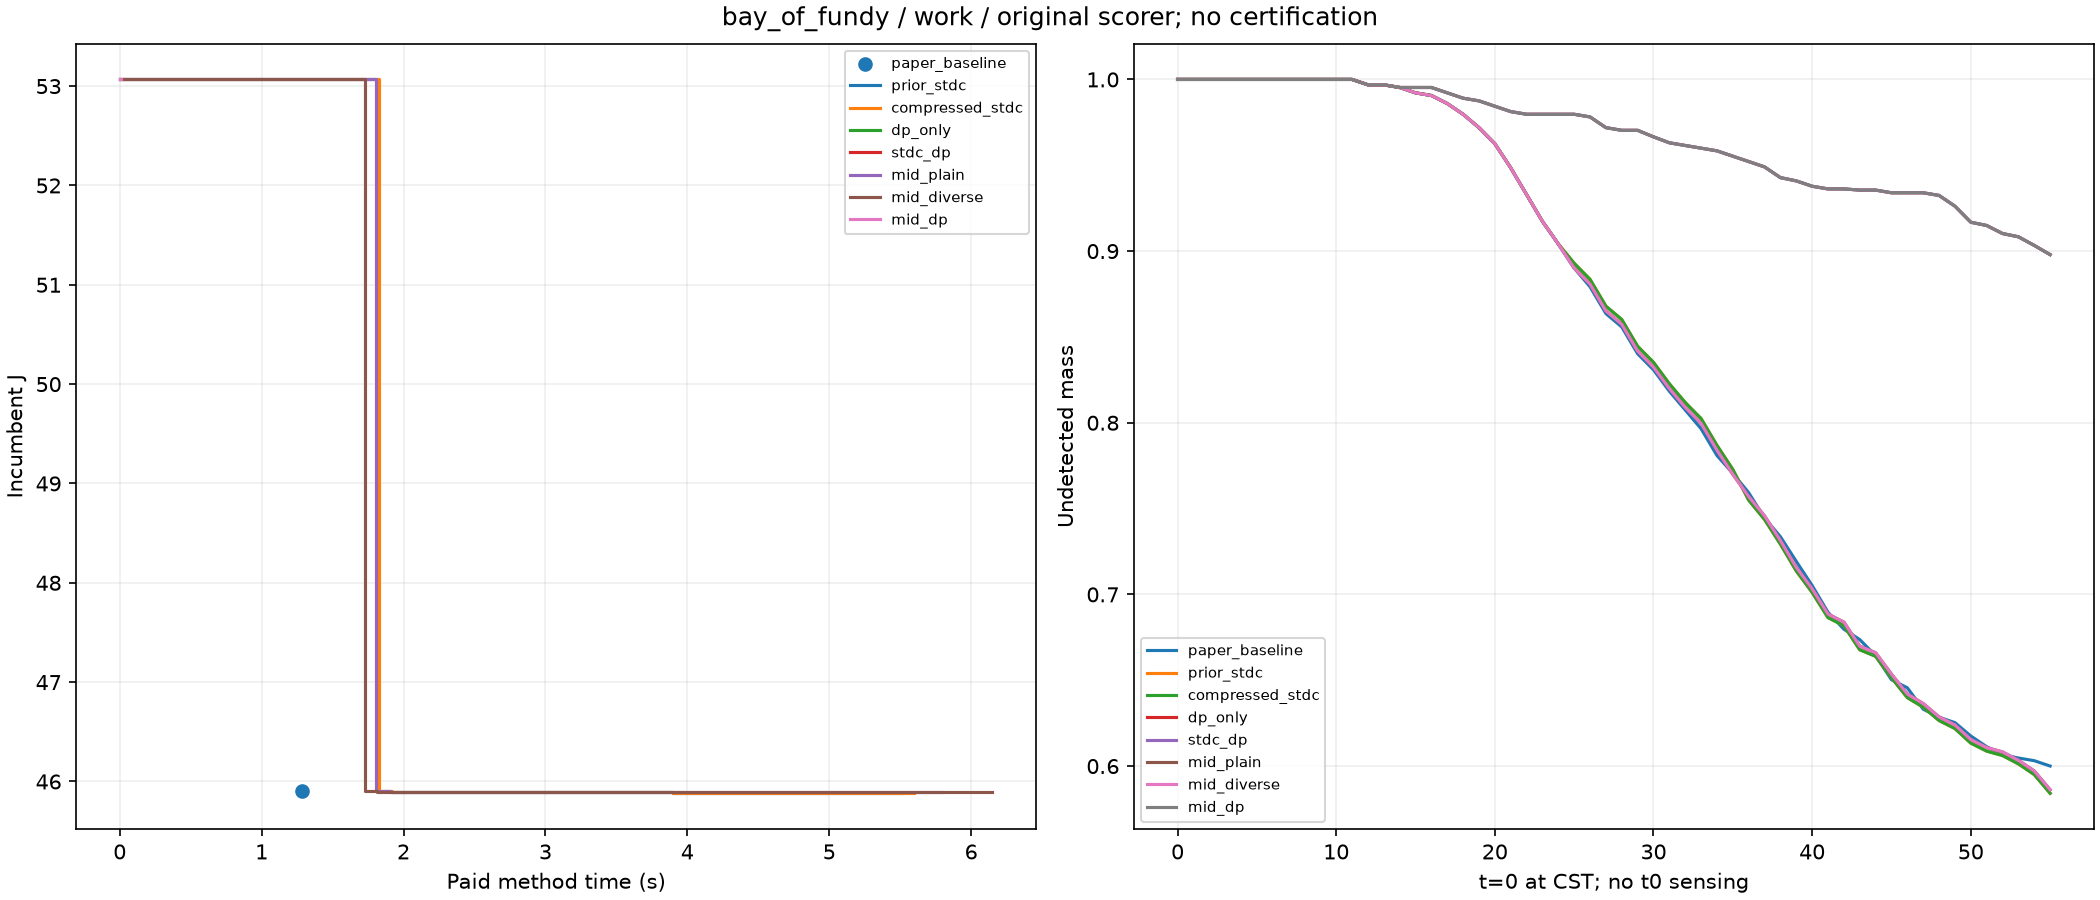 bay_of_fundy / work / original scorer; no certification
Incumbent J
53
52
51
50
49
48
47
46
0 1 2 3 4 5 6
Paid method time (s)
paper_baseline
prior_stdc
compressed_stdc
dp_only
stdc_dp
mid_plain
mid_diverse
mid_dp
Undetected mass
1.0
0.9
0.8
0.7
0.6
0 10 20 30 40 50
t=0 at CST; no t0 sensing
paper_baseline
prior_stdc
compressed_stdc
dp_only
stdc_dp
mid_plain
mid_diverse
mid_dp